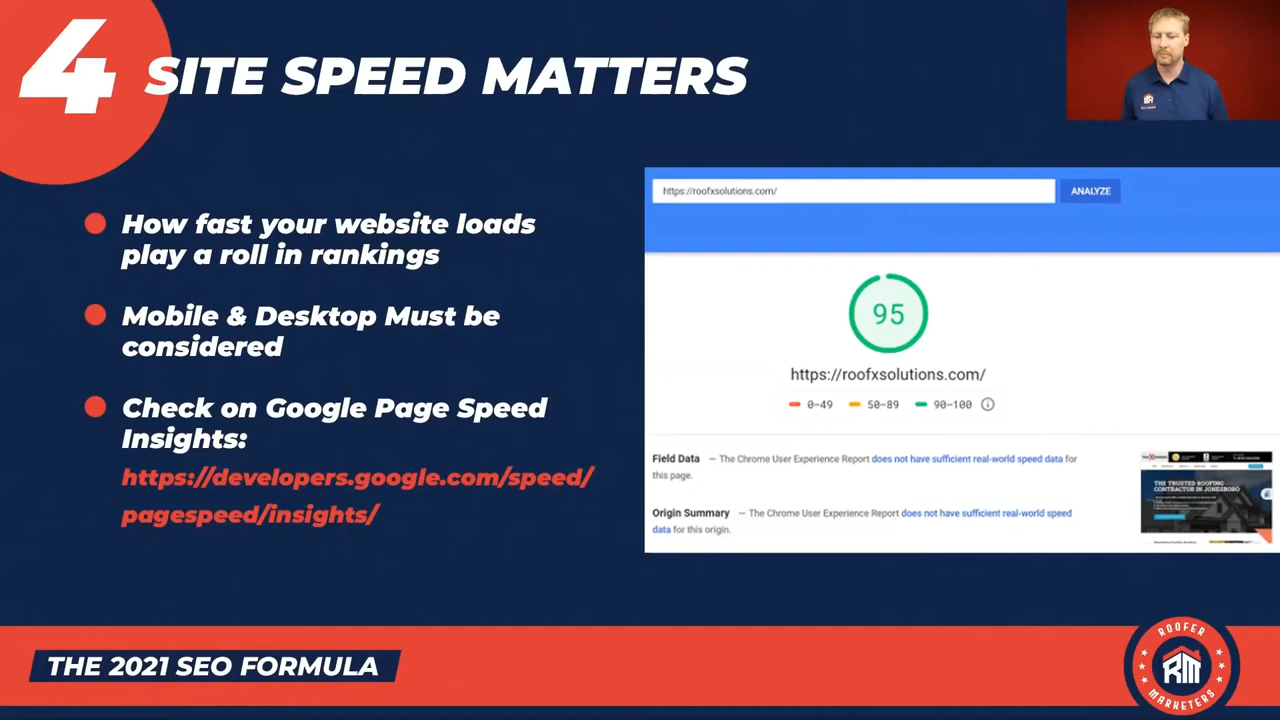 4 SITE SPEED MATTERS
How fast your website loads
play a roll in rankings
Mobile & Desktop Must be
considered
Check on Google Page Speed
Insights:
https://developers.google.com/speed/
pagespeed/insights/
https://roofxsolutions.com/
ANALYZE
95
https://roofxsolutions.com/
0–49 50–89 90–100
Field Data — The Chrome User Experience Report does not have sufficient real-world speed data for
this page.
Origin Summary — The Chrome User Experience Report does not have sufficient real-world speed
data for this origin.
THE TRUSTED ROOFING
CONTRACTOR IN JONESBORO
THE 2021 SEO FORMULA
ROOFER
RM
MARKETERS